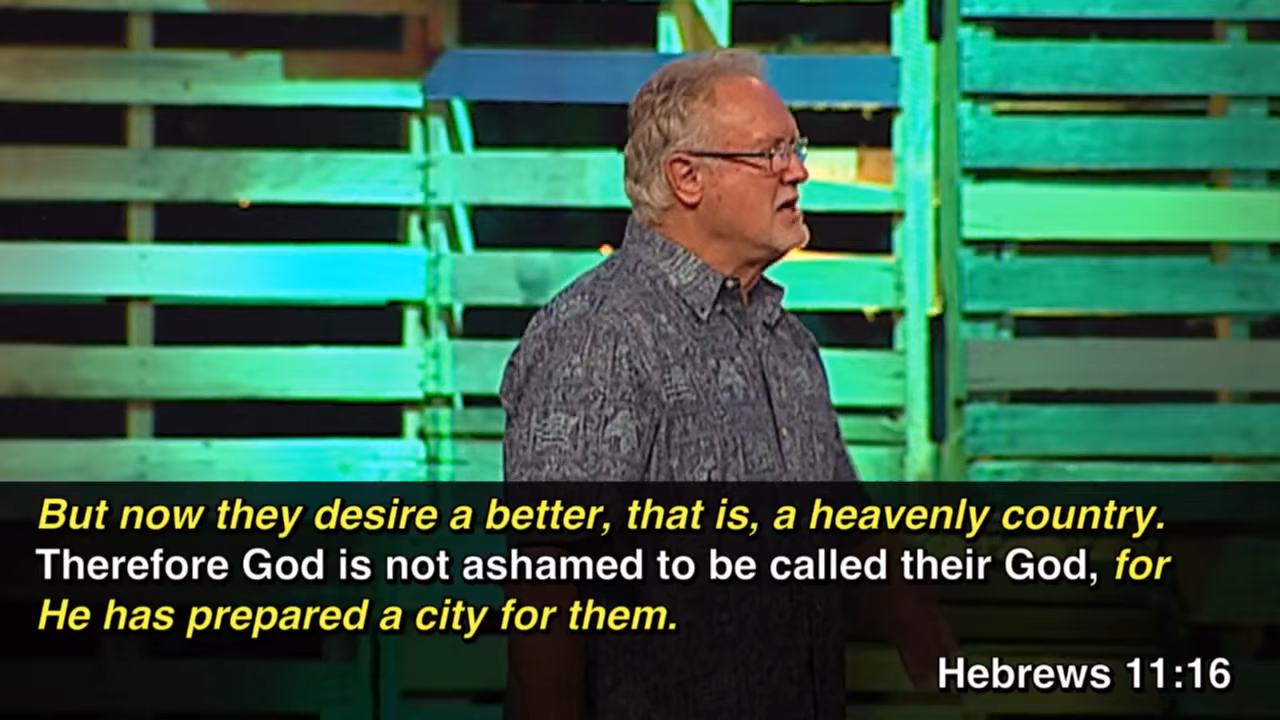 But now they desire a better, that is, a heavenly country.
Therefore God is not ashamed to be called their God, for
He has prepared a city for them.
Hebrews 11:16